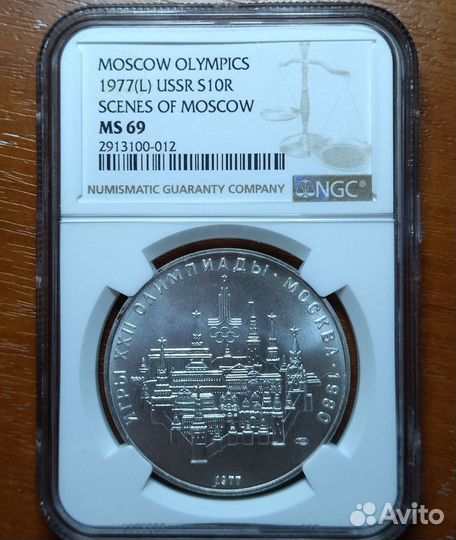 MOSCOW OLYMPICS
1977(L) USSR S10R
SCENES OF MOSCOW
MS 69
2913100-012
NUMISMATIC GUARANTY COMPANY
NGC
ИГРЫ XXII ОЛИМПИАДЫ · МОСКВА · 1980
1977
Avito